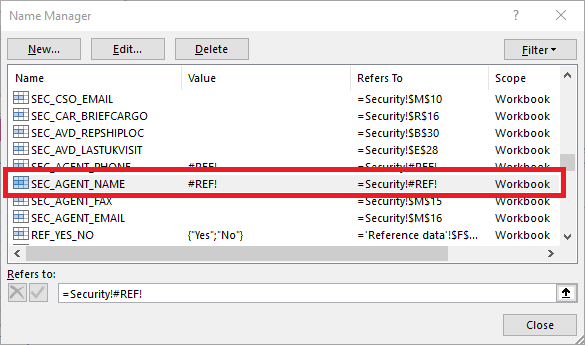 Name Manager ? ×
New... Edit... Delete Filter
Name Value Refers To Scope
SEC_CSO_EMAIL =Security!$M$10 Workbook
SEC_CAR_BRIEFCARGO =Security!$R$16 Workbook
SEC_AVD_REPSHIPLOC =Security!$B$30 Workbook
SEC_AVD_LASTUKVISIT =Security!$E$28 Workbook
SEC_AGENT_PHONE #REF! =Security!#REF! Workbook
SEC_AGENT_NAME #REF! =Security!#REF! Workbook
SEC_AGENT_FAX =Security!$M$15 Workbook
SEC_AGENT_EMAIL =Security!$M$16 Workbook
REF_YES_NO {"Yes";"No"} ='Reference data'!$F$... Workbook
Refers to:
=Security!#REF!
Close